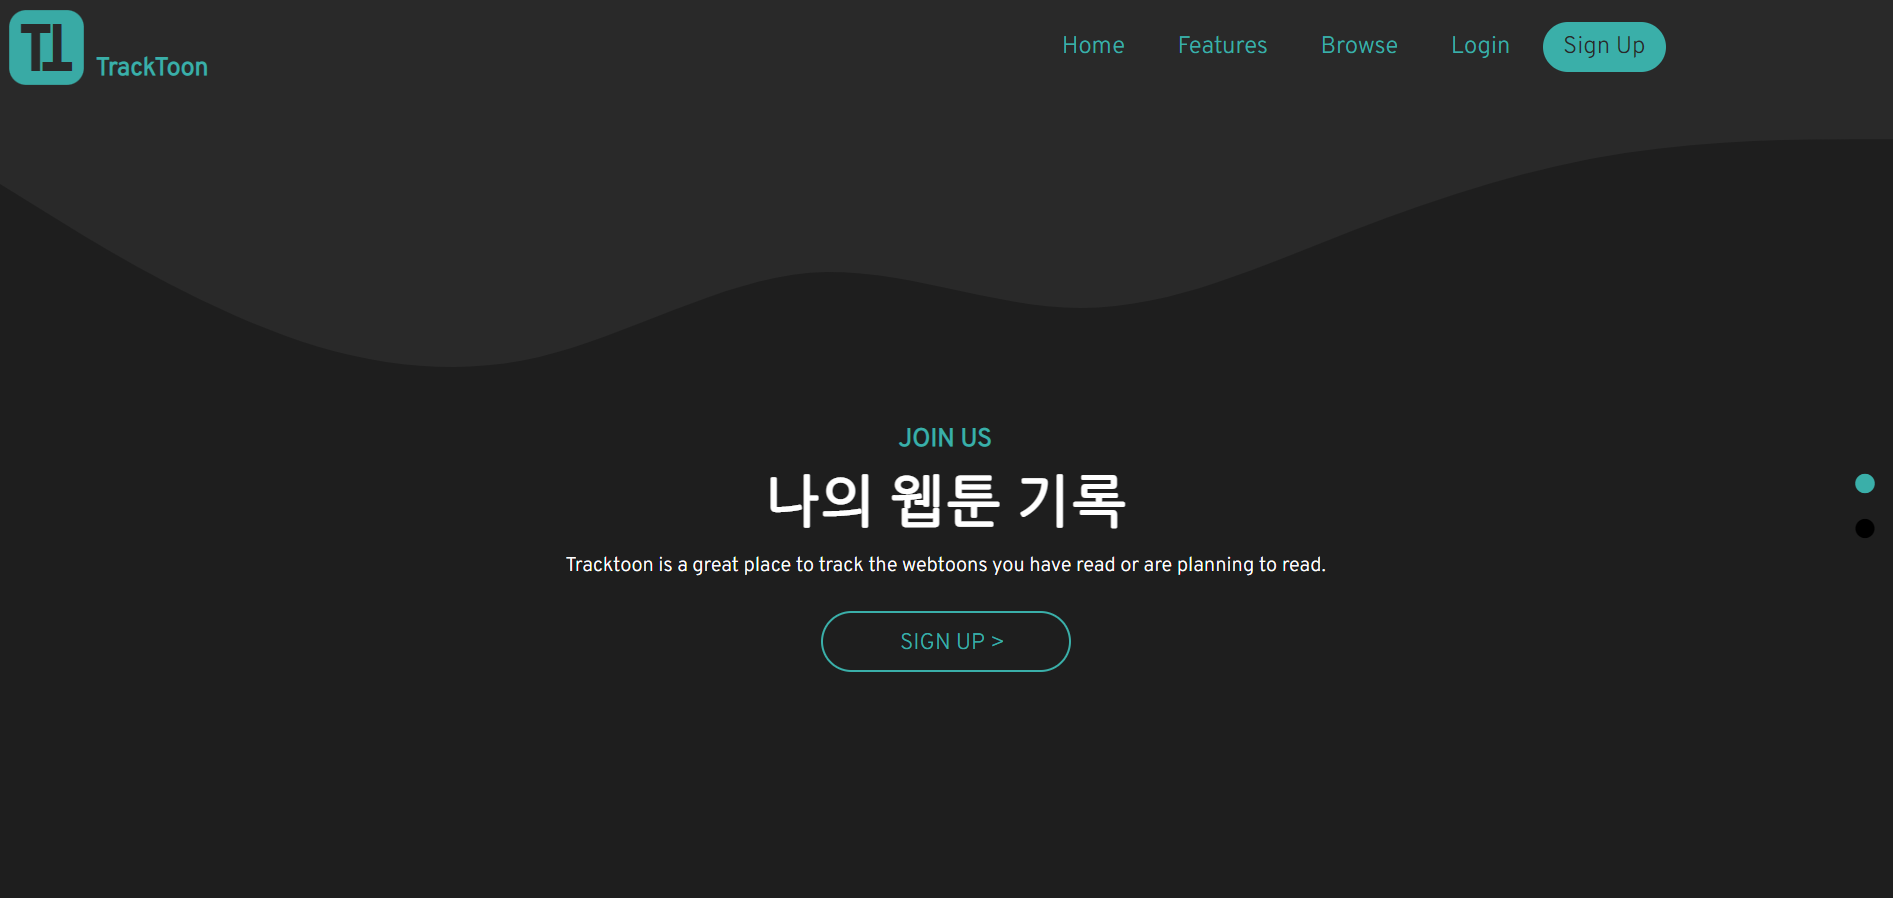 TT TrackToon
Home Features Browse Login Sign Up
JOIN US
나의 웹툰 기록
Tracktoon is a great place to track the webtoons you have read or are planning to read.
SIGN UP >